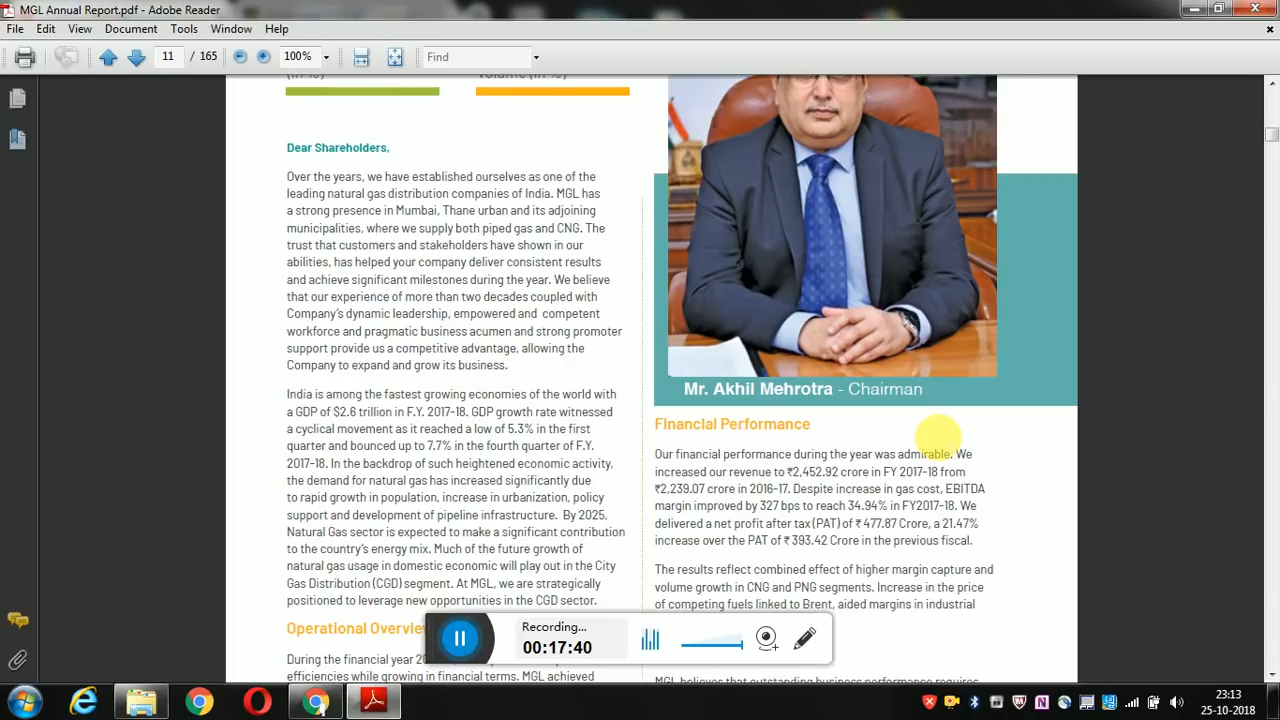 MGL Annual Report.pdf - Adobe Reader
File Edit View Document Tools Window Help
11 / 165 100% Find
(in %) Volume (in %)
Dear Shareholders,
Over the years, we have established ourselves as one of the
leading natural gas distribution companies of India. MGL has
a strong presence in Mumbai, Thane urban and its adjoining
municipalities, where we supply both piped gas and CNG. The
trust that customers and stakeholders have shown in our
abilities, has helped your company deliver consistent results
and achieve significant milestones during the year. We believe
that our experience of more than two decades coupled with
Company's dynamic leadership, empowered and competent
workforce and pragmatic business acumen and strong promoter
support provide us a competitive advantage, allowing the
Company to expand and grow its business.
India is among the fastest growing economies of the world with
a GDP of $2.6 trillion in F.Y. 2017-18. GDP growth rate witnessed
a cyclical movement as it reached a low of 5.3% in the first
quarter and bounced up to 7.7% in the fourth quarter of F.Y.
2017-18. In the backdrop of such heightened economic activity,
the demand for natural gas has increased significantly due
to rapid growth in population, increase in urbanization, policy
support and development of pipeline infrastructure. By 2025,
Natural Gas sector is expected to make a significant contribution
to the country's energy mix. Much of the future growth of
natural gas usage in domestic economic will play out in the City
Gas Distribution (CGD) segment. At MGL, we are strategically
positioned to leverage new opportunities in the CGD sector.
Operational Overview
During the financial year 20
efficiencies while growing in financial terms. MGL achieved
Mr. Akhil Mehrotra - Chairman
Financial Performance
Our financial performance during the year was admirable. We
increased our revenue to ₹2,452.92 crore in FY 2017-18 from
₹2,239.07 crore in 2016-17. Despite increase in gas cost, EBITDA
margin improved by 327 bps to reach 34.94% in FY2017-18. We
delivered a net profit after tax (PAT) of ₹ 477.87 Crore, a 21.47%
increase over the PAT of ₹ 393.42 Crore in the previous fiscal.
The results reflect combined effect of higher margin capture and
volume growth in CNG and PNG segments. Increase in the price
of competing fuels linked to Brent, aided margins in industrial
MGL believes that outstanding business performance requires
Recording...
00:17:40
23:13
25-10-2018